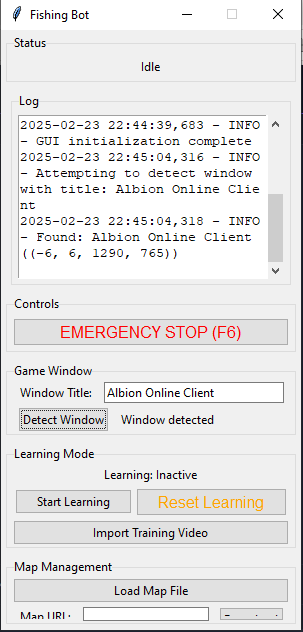 Fishing Bot
Status
Idle
Log
2025-02-23 22:44:39,683 - INFO
- GUI initialization complete
2025-02-23 22:45:04,316 - INFO
- Attempting to detect window
with title: Albion Online Clie
nt
2025-02-23 22:45:04,318 - INFO
- Found: Albion Online Client
((-6, 6, 1290, 765))
Controls
EMERGENCY STOP (F6)
Game Window
Window Title: Albion Online Client
Detect Window Window detected
Learning Mode
Learning: Inactive
Start Learning Reset Learning
Import Training Video
Map Management
Load Map File
Map URL: